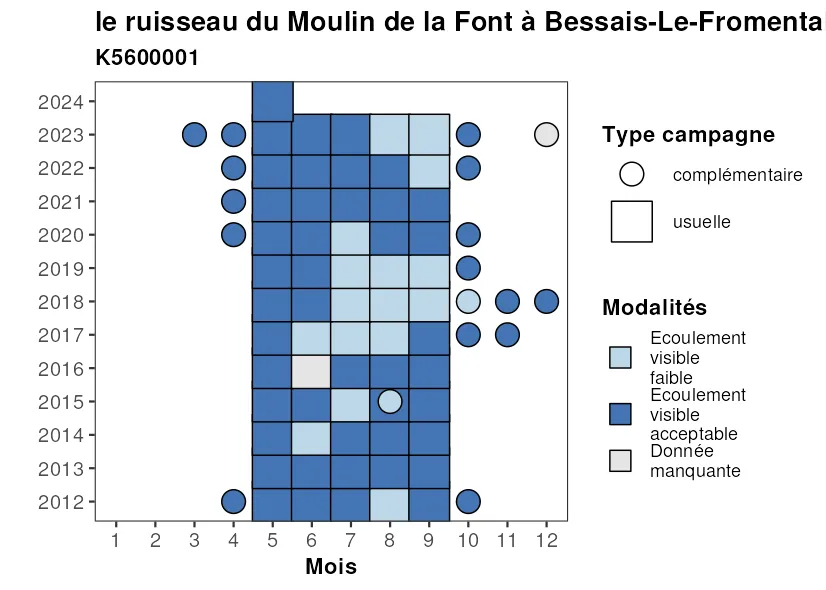 le ruisseau du Moulin de la Font à Bessais-Le-Fromental
K5600001
2024
2023
2022
2021
2020
2019
2018
2017
2016
2015
2014
2013
2012
1 2 3 4 5 6 7 8 9 10 11 12
Mois
Type campagne
complémentaire
usuelle
Modalités
Ecoulement
visible
faible
Ecoulement
visible
acceptable
Donnée
manquante